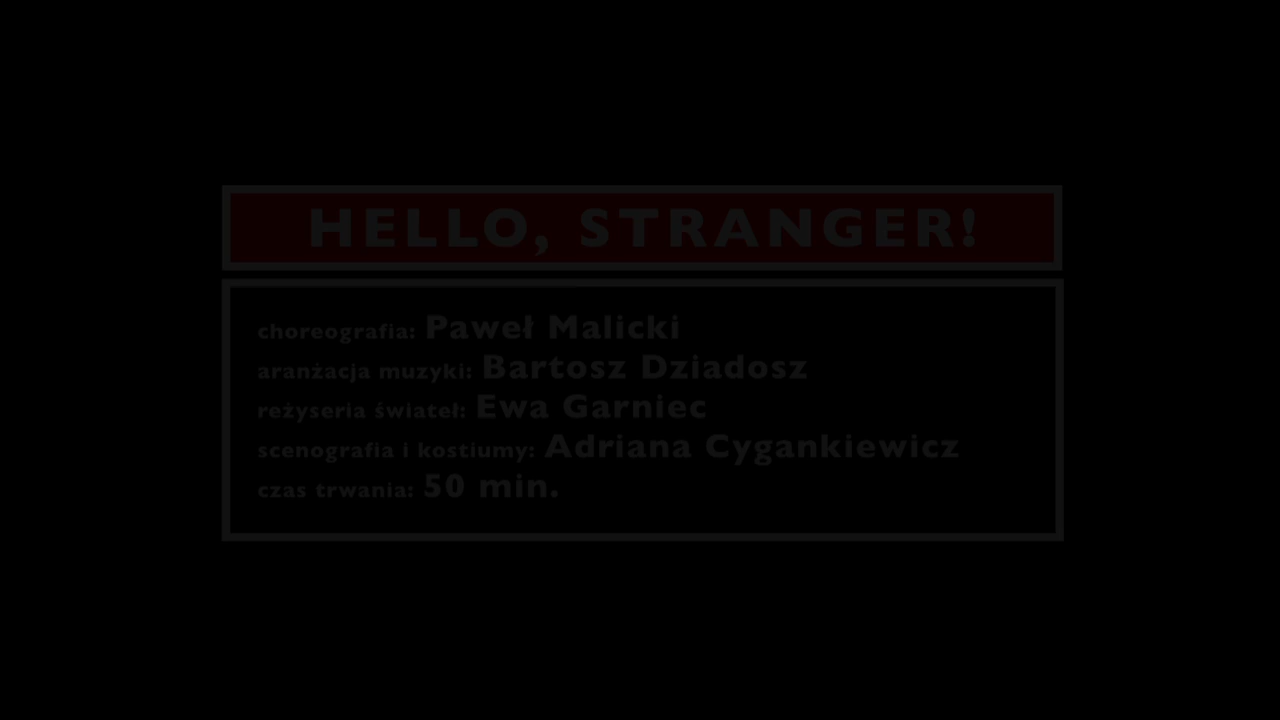 HELLO, STRANGER!
choreografia: Paweł Malicki
aranżacja muzyki: Bartosz Dziadosz
reżyseria świateł: Ewa Garniec
scenografia i kostiumy: Adriana Cygankiewicz
czas trwania: 50 min.